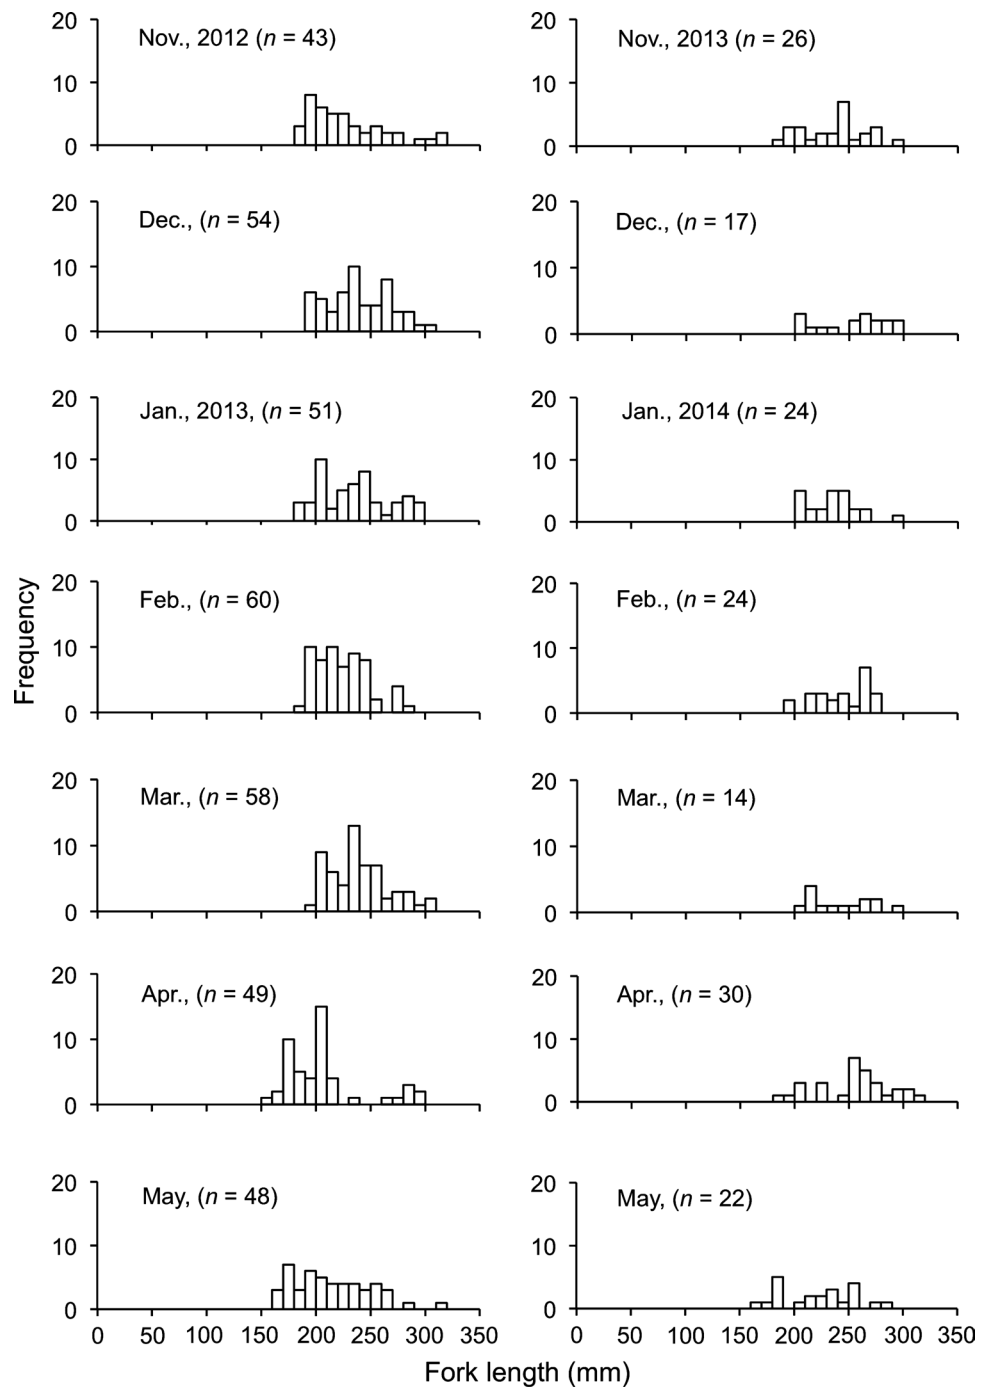 20
10
0
Nov., 2012 (n = 43)
20
10
0
Nov., 2013 (n = 26)
20
10
0
Dec., (n = 54)
20
10
0
Dec., (n = 17)
20
10
0
Jan., 2013, (n = 51)
20
10
0
Jan., 2014 (n = 24)
20
10
0
Feb., (n = 60)
20
10
0
Feb., (n = 24)
Frequency
20
10
0
Mar., (n = 58)
20
10
0
Mar., (n = 14)
20
10
0
Apr., (n = 49)
20
10
0
Apr., (n = 30)
20
10
0
May, (n = 48)
20
10
0
May, (n = 22)
0 50 100 150 200 250 300 350
0 50 100 150 200 250 300 350
Fork length (mm)